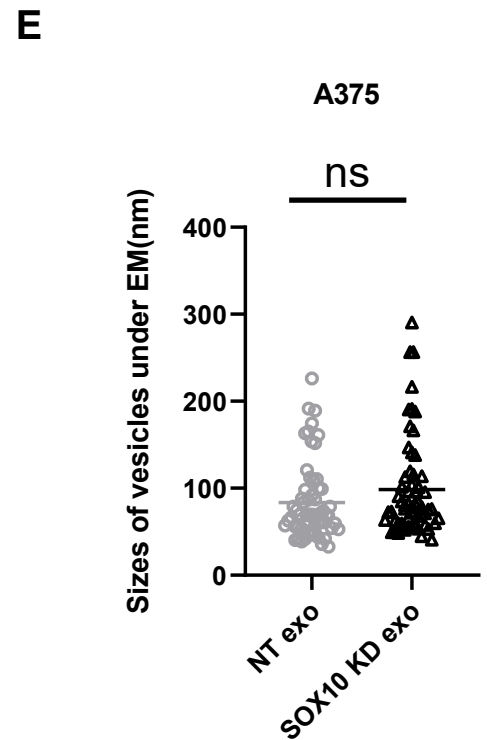 E
A375
ns
Sizes of vesicles under EM(nm)
400
300
200
100
0
NT exo
SOX10 KD exo